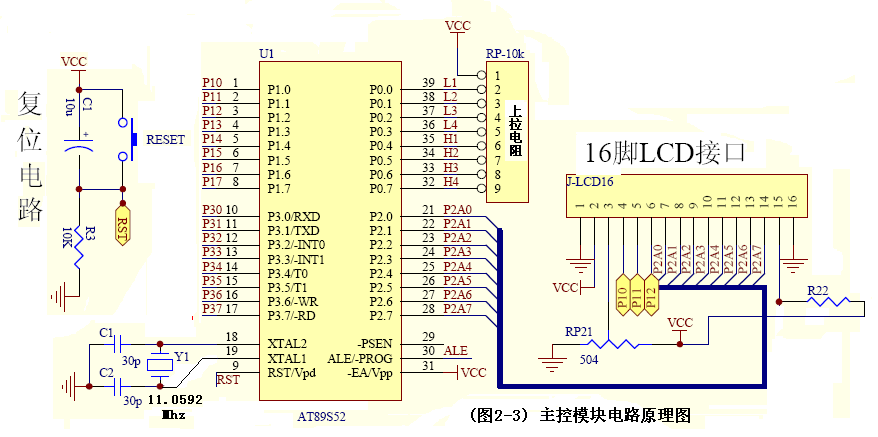 复位电路
VCC
C1
10u
+
RESET
RST
R3
10K
U1
P10 1 P1.0 P0.0 39 L1
P11 2 P1.1 P0.1 38 L2
P12 3 P1.2 P0.2 37 L3
P13 4 P1.3 P0.3 36 L4
P14 5 P1.4 P0.4 35 H1
P15 6 P1.5 P0.5 34 H2
P16 7 P1.6 P0.6 33 H3
P17 8 P1.7 P0.7 32 H4
P30 10 P3.0/RXD P2.0 21 P2A0
P31 11 P3.1/TXD P2.1 22 P2A1
P32 12 P3.2/-INT0 P2.2 23 P2A2
P33 13 P3.3/-INT1 P2.3 24 P2A3
P34 14 P3.4/T0 P2.4 25 P2A4
P35 15 P3.5/T1 P2.5 26 P2A5
P36 16 P3.6/-WR P2.6 27 P2A6
P37 17 P3.7/-RD P2.7 28 P2A7
18 XTAL2 -PSEN 29
19 XTAL1 ALE/-PROG 30 ALE
RST 9 RST/Vpd -EA/Vpp 31 VCC
AT89S52
C1
30p
Y1
C2
30p
11.0592
Mhz
VCC
RP-10k
1
2
3
4
5
6
7
8
9
上拉电阻
16脚LCD接口
J-LCD16
1 2 3 4 5 6 7 8 9 10 11 12 13 14 15 16
P10 P11 P12 P2A0 P2A1 P2A2 P2A3 P2A4 P2A5 P2A6 P2A7
VCC
R22
RP21
504
VCC
(图2-3) 主控模块电路原理图